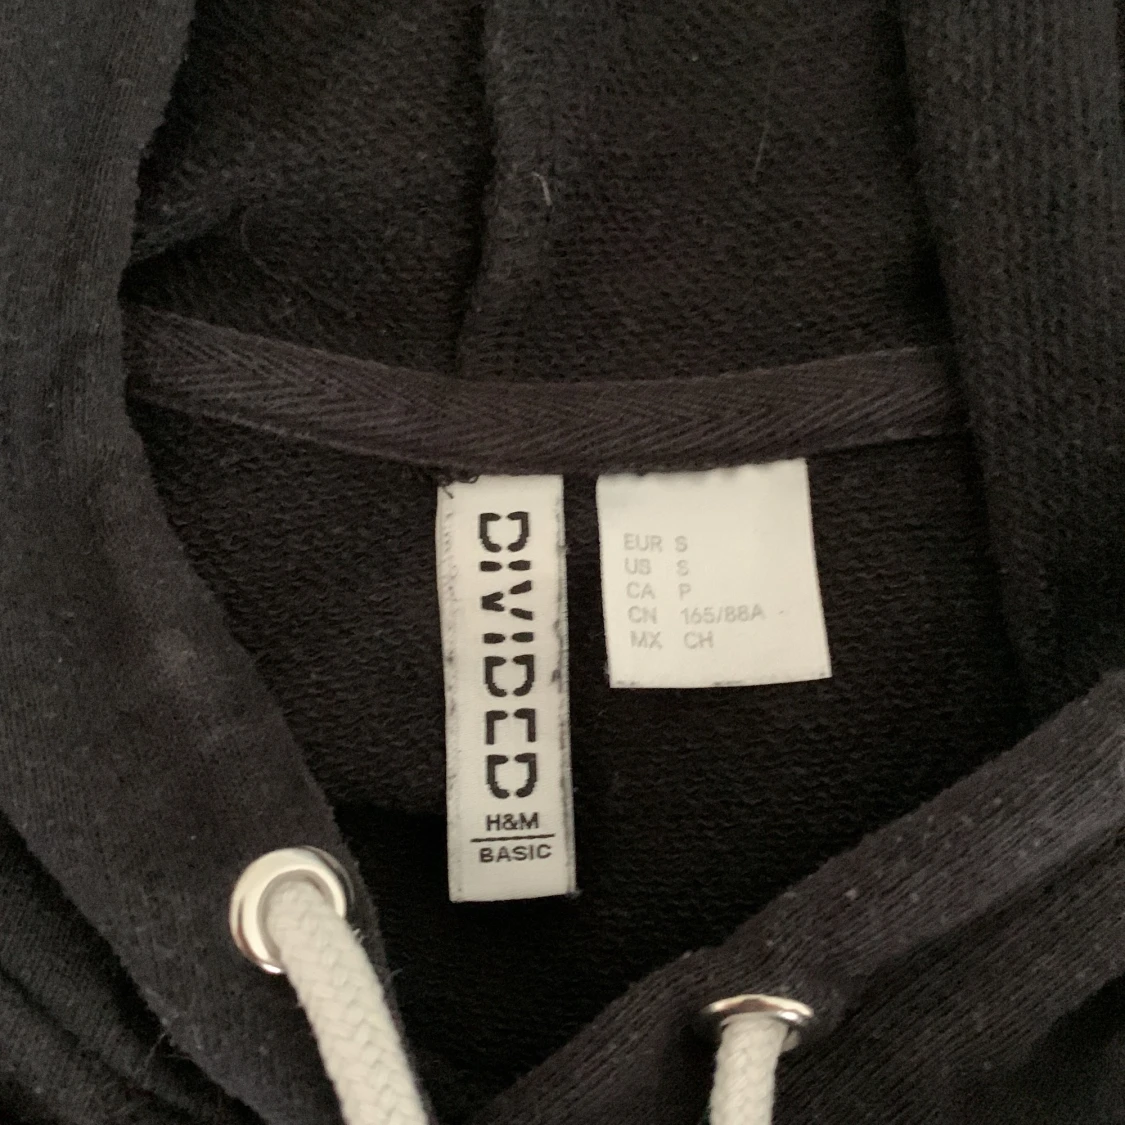 DIVIDED
H&M
BASIC
EUR S
US S
CA P
CN 165/88A
MX CH